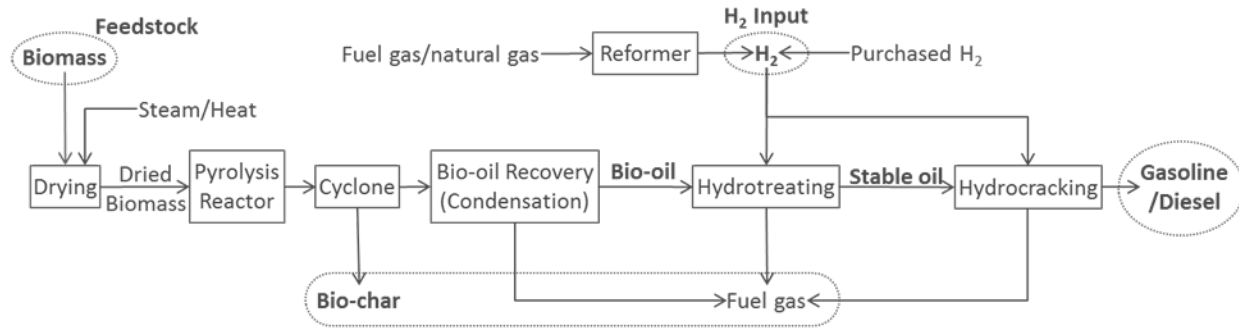 Feedstock
H₂ Input
Biomass
Fuel gas/natural gas
Reformer
H₂
Purchased H₂
Steam/Heat
Drying
Dried
Biomass
Pyrolysis
Reactor
Cyclone
Bio-oil Recovery
(Condensation)
Bio-oil
Hydrotreating
Stable oil
Hydrocracking
Gasoline
/Diesel
Bio-char
Fuel gas